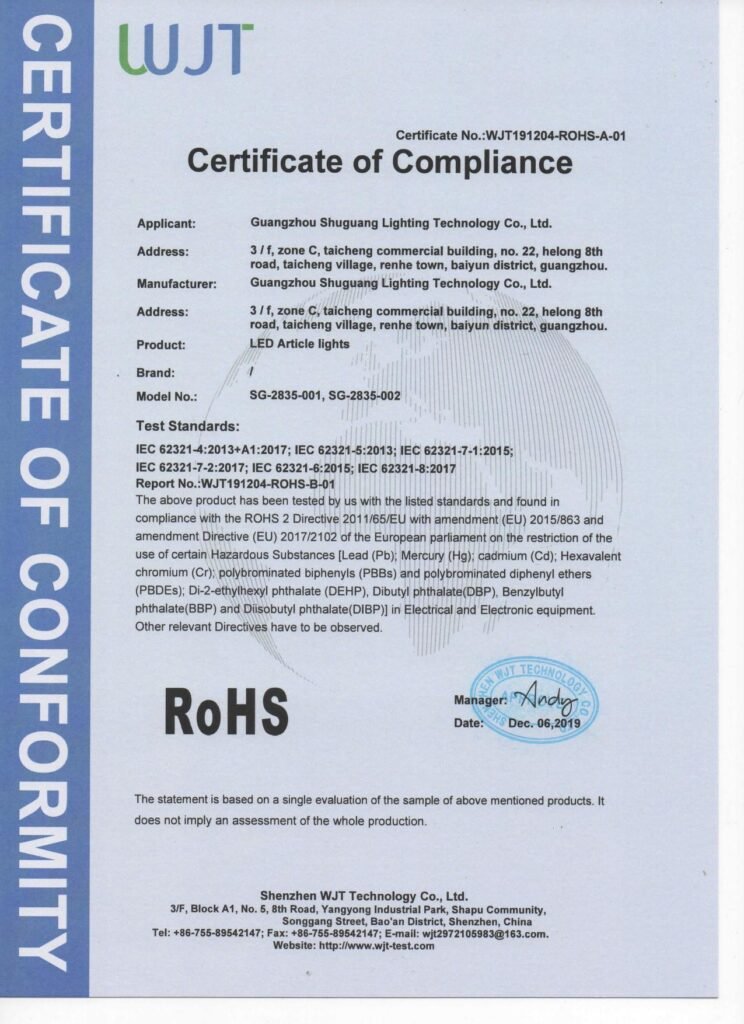 CERTIFICATE OF CONFORMITY
WJT
Certificate No.:WJT191204-ROHS-A-01
Certificate of Compliance
Applicant: Guangzhou Shuguang Lighting Technology Co., Ltd.
Address: 3 / f, zone C, taicheng commercial building, no. 22, helong 8th
road, taicheng village, renhe town, baiyun district, guangzhou.
Manufacturer: Guangzhou Shuguang Lighting Technology Co., Ltd.
Address: 3 / f, zone C, taicheng commercial building, no. 22, helong 8th
road, taicheng village, renhe town, baiyun district, guangzhou.
Product: LED Article lights
Brand: /
Model No.: SG-2835-001, SG-2835-002
Test Standards:
IEC 62321-4:2013+A1:2017; IEC 62321-5:2013; IEC 62321-7-1:2015;
IEC 62321-7-2:2017; IEC 62321-6:2015; IEC 62321-8:2017
Report No.:WJT191204-ROHS-B-01
The above product has been tested by us with the listed standards and found in
compliance with the ROHS 2 Directive 2011/65/EU with amendment (EU) 2015/863 and
amendment Directive (EU) 2017/2102 of the European parliament on the restriction of the
use of certain Hazardous Substances [Lead (Pb); Mercury (Hg); cadmium (Cd); Hexavalent
chromium (Cr); polybrominated biphenyls (PBBs) and polybrominated diphenyl ethers
(PBDEs); Di-2-ethylhexyl phthalate (DEHP), Dibutyl phthalate(DBP), Benzylbutyl
phthalate(BBP) and Diisobutyl phthalate(DIBP)] in Electrical and Electronic equipment.
Other relevant Directives have to be observed.
RoHS
SHENZHEN WJT TECHNOLOGY CO
Manager: Andy
Date: Dec. 06,2019
The statement is based on a single evaluation of the sample of above mentioned products. It
does not imply an assessment of the whole production.
Shenzhen WJT Technology Co., Ltd.
3/F, Block A1, No. 5, 8th Road, Yangyong Industrial Park, Shapu Community,
Songgang Street, Bao'an District, Shenzhen, China
Tel: +86-755-89542147; Fax: +86-755-89542147; E-mail: wjt2972105983@163.com.
Website: http://www.wjt-test.com